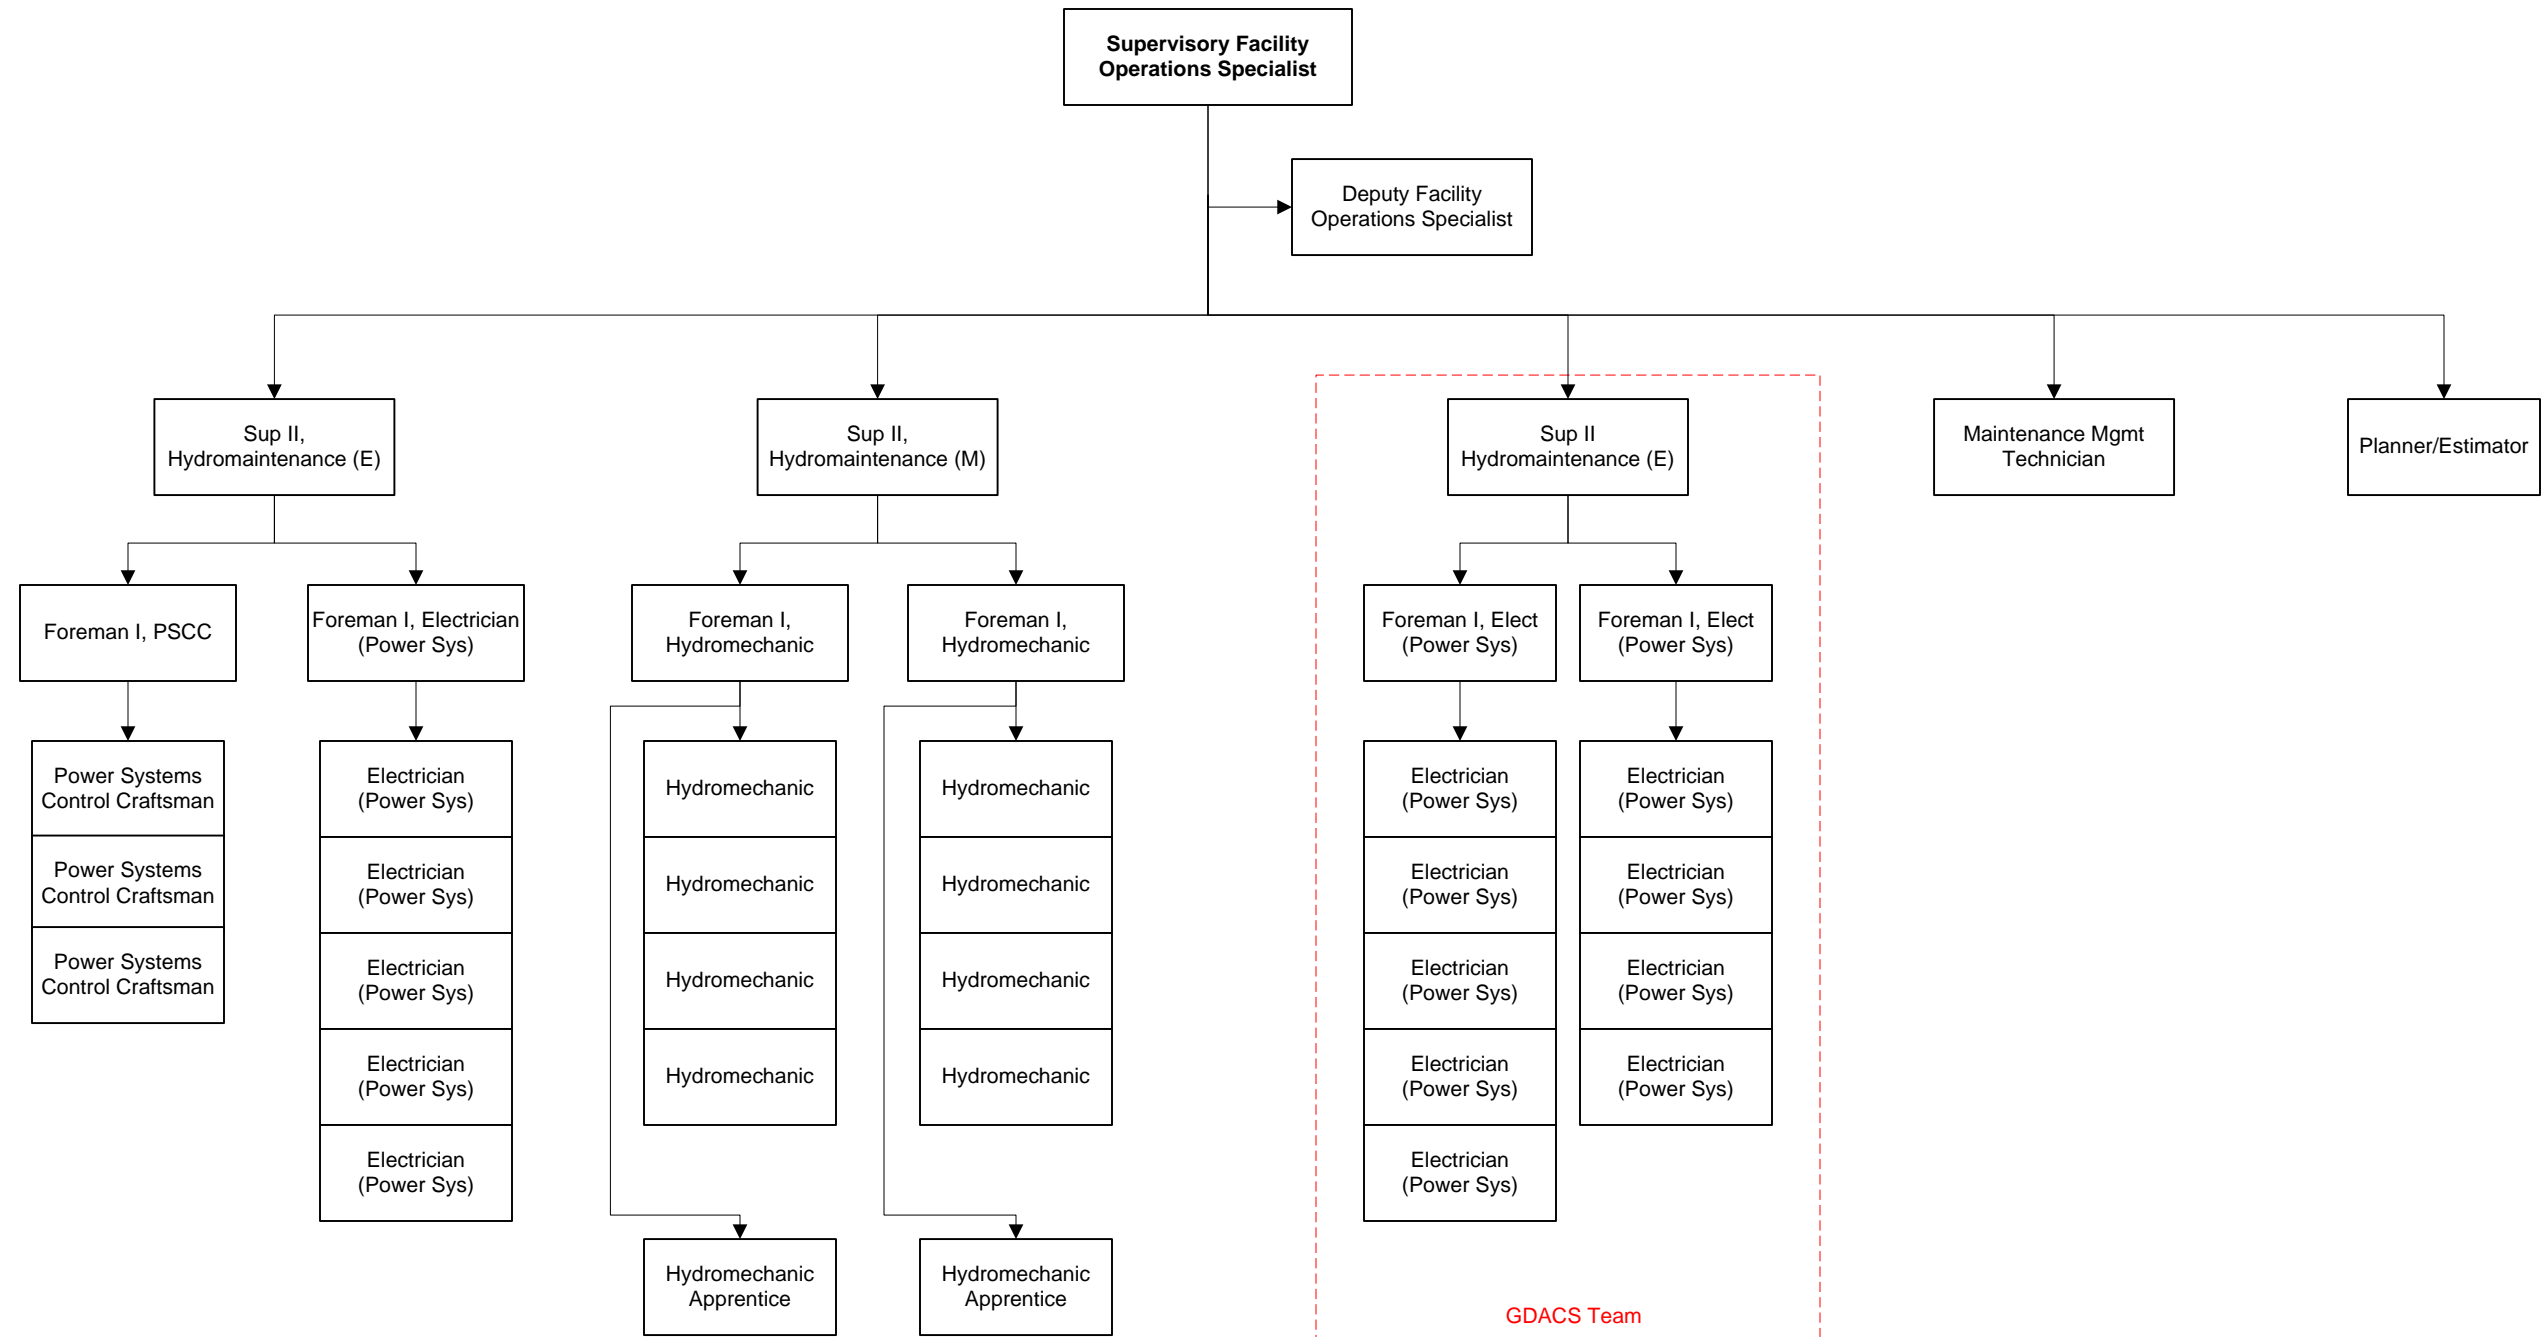 Supervisory Facility
Operations Specialist
Deputy Facility
Operations Specialist
Sup II,
Hydromaintenance (E)
Sup II,
Hydromaintenance (M)
Sup II
Hydromaintenance (E)
Maintenance Mgmt
Technician
Planner/Estimator
Foreman I, PSCC
Foreman I, Electrician
(Power Sys)
Foreman I,
Hydromechanic
Foreman I,
Hydromechanic
Foreman I, Elect
(Power Sys)
Foreman I, Elect
(Power Sys)
Power Systems
Control Craftsman
Power Systems
Control Craftsman
Power Systems
Control Craftsman
Electrician
(Power Sys)
Electrician
(Power Sys)
Electrician
(Power Sys)
Electrician
(Power Sys)
Electrician
(Power Sys)
Hydromechanic
Hydromechanic
Hydromechanic
Hydromechanic
Hydromechanic
Apprentice
Hydromechanic
Hydromechanic
Hydromechanic
Hydromechanic
Hydromechanic
Apprentice
Electrician
(Power Sys)
Electrician
(Power Sys)
Electrician
(Power Sys)
Electrician
(Power Sys)
Electrician
(Power Sys)
Electrician
(Power Sys)
Electrician
(Power Sys)
Electrician
(Power Sys)
Electrician
(Power Sys)
GDACS Team